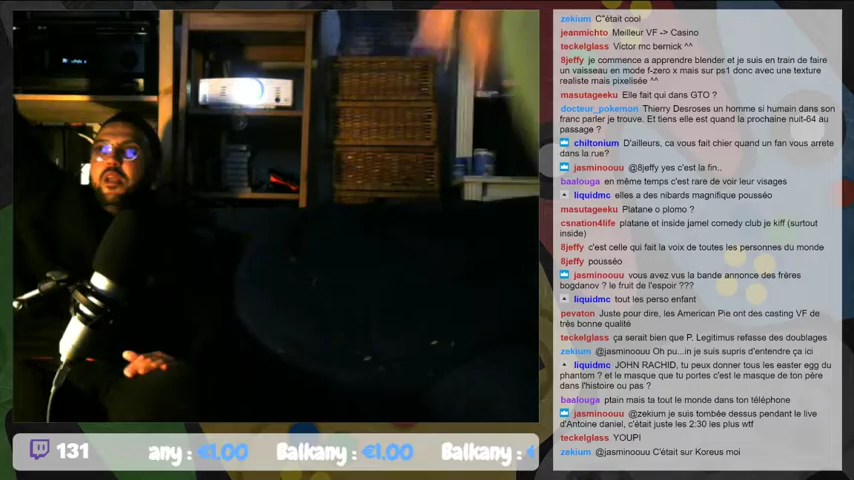 zekium C"était cool
jeanmichto Meilleur VF -> Casino
teckelglass Victor mc bernick ^^
8jeffy je commence a apprendre blender et je suis en train de faire
un vaisseau en mode f-zero x mais sur ps1 donc avec une texture
realiste mais pixelisée ^^
masutageeku Elle fait qui dans GTO ?
docteur_pokemon Thierry Desroses un homme si humain dans son
franc parler je trouve. Et tiens elle est quand la prochaine nuit-64 au
passage ?
chiltonium D'ailleurs, ca vous fait chier quand un fan vous arrete
dans la rue?
jasminoouu @8jeffy yes c'est la fin..
baalouga en même temps c'est rare de voir leur visages
liquidmc elles a des nibards magnifique pousséo
masutageeku Platane o plomo ?
csnation4life platane et inside jamel comedy club je kiff (surtout
inside)
8jeffy c'est celle qui fait la voix de toutes les personnes du monde
8jeffy pousséo
jasminoouu vous avez vus la bande annonce des frères
bogdanov ? le fruit de l'espoir ???
liquidmc tout les perso enfant
pevaton Juste pour dire, les American Pie ont des casting VF de
très bonne qualité
teckelglass ça serait bien que P. Legitimus refasse des doublages
zekium @jasminoouu Oh pu...in je suis supris d'entendre ça ici
liquidmc JOHN RACHID, tu peux donner tous les easter egg du
phantom ? et le masque que tu portes c'est le masque de ton père
dans l'histoire ou pas ?
baalouga ptain mais ta tout le monde dans ton téléphone
jasminoouu @zekium je suis tombée dessus pendant le live
d'Antoine daniel, c'était juste les 2:30 les plus wtf
teckelglass YOUPI
zekium @jasminoouu C'était sur Koreus moi
131 any : €1.00 Balkany : €1.00 Balkany :